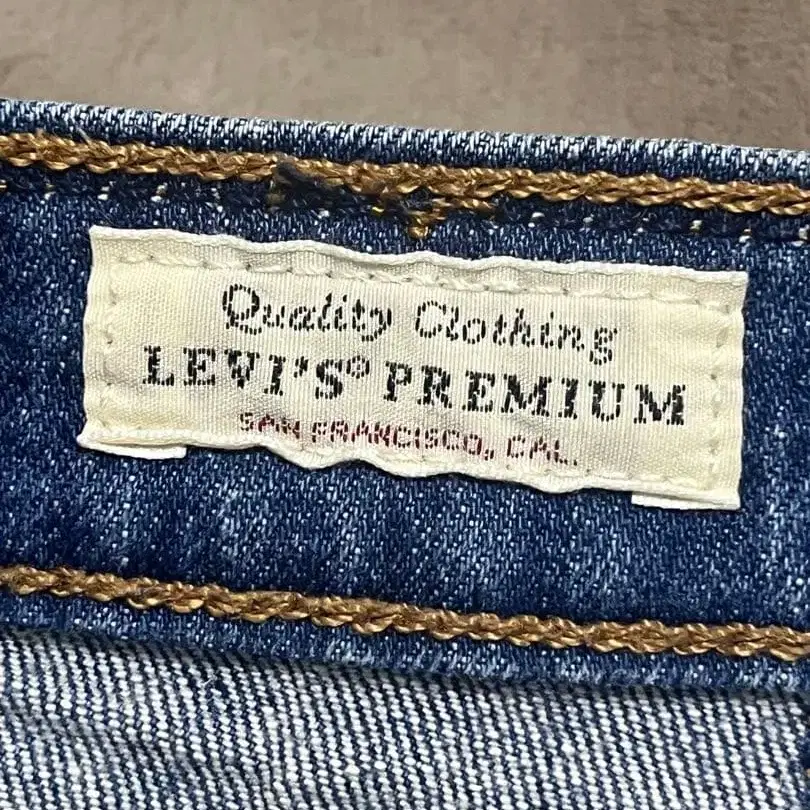 Quality Clothing
LEVI'S® PREMIUM
SAN FRANCISCO, CAL.